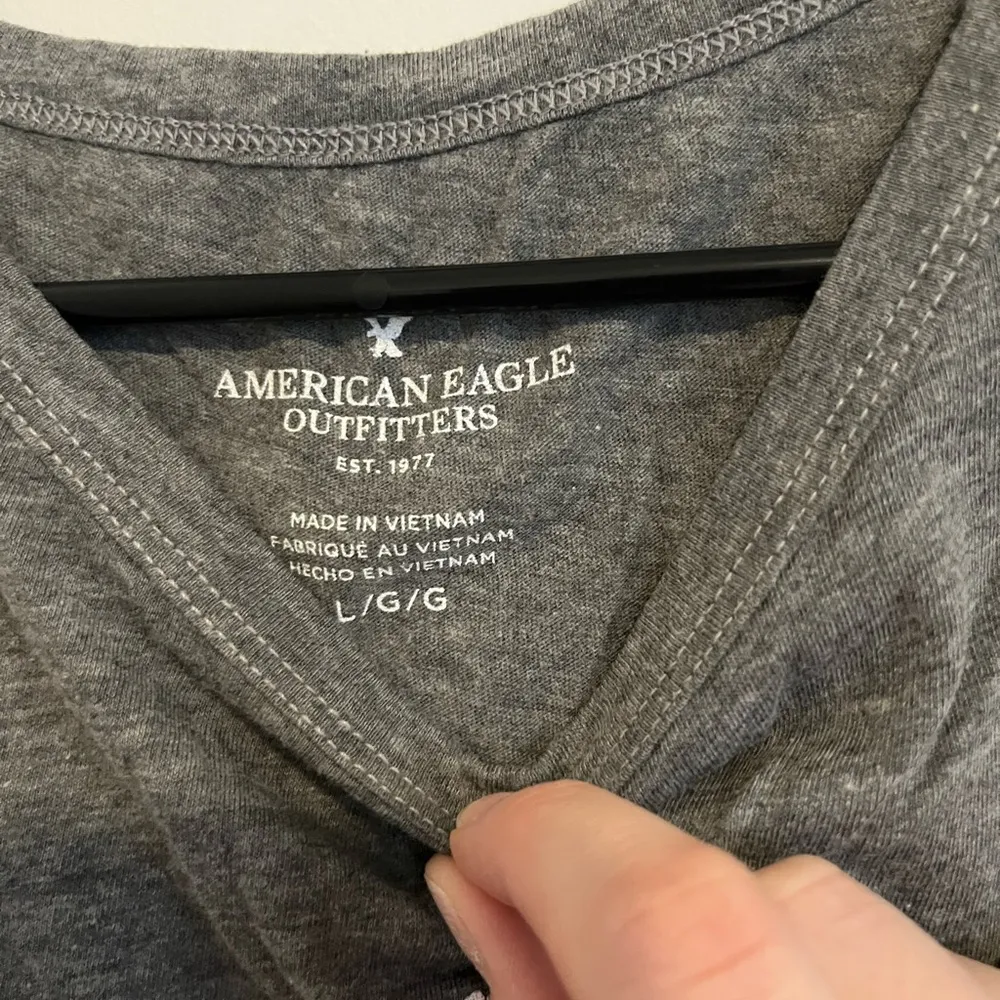 AMERICAN EAGLE
OUTFITTERS
EST. 1977
MADE IN VIETNAM
FABRIQUÉ AU VIETNAM
HECHO EN VIETNAM
L/G/G